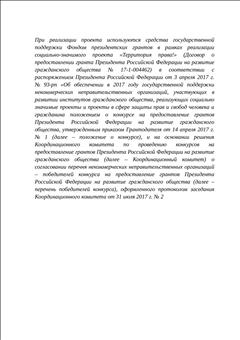 При реализации проекта используются средства государственной
поддержки Фондом президентских грантов в рамках реализации
социально-значимого проекта «Территория права!» (Договор о
предоставлении гранта Президента Российской Федерации на развитие
гражданского общества № 17-1-004462) в соответствии с
распоряжением Президента Российской Федерации от 3 апреля 2017 г.
№ 93-рп «Об обеспечении в 2017 году государственной поддержки
некоммерческих неправительственных организаций, участвующих в
развитии институтов гражданского общества, реализующих социально
значимые проекты и проекты в сфере защиты прав и свобод человека и
гражданина положением о конкурсе на предоставление грантов
Президента Российской Федерации на развитие гражданского
общества, утвержденным приказом Грантодателя от 14 апреля 2017 г.
№ 1 (далее – положение о конкурсе), и на основании решения
Координационного комитета по проведению конкурсов на
предоставление грантов Президента Российской Федерации на развитие
гражданского общества (далее – Координационный комитет) о
согласовании перечня некоммерческих неправительственных организаций
– победителей конкурса на предоставление грантов Президента
Российской Федерации на развитие гражданского общества (далее –
перечень победителей конкурса), оформленного протоколом заседания
Координационного комитета от 31 июля 2017 г. № 2